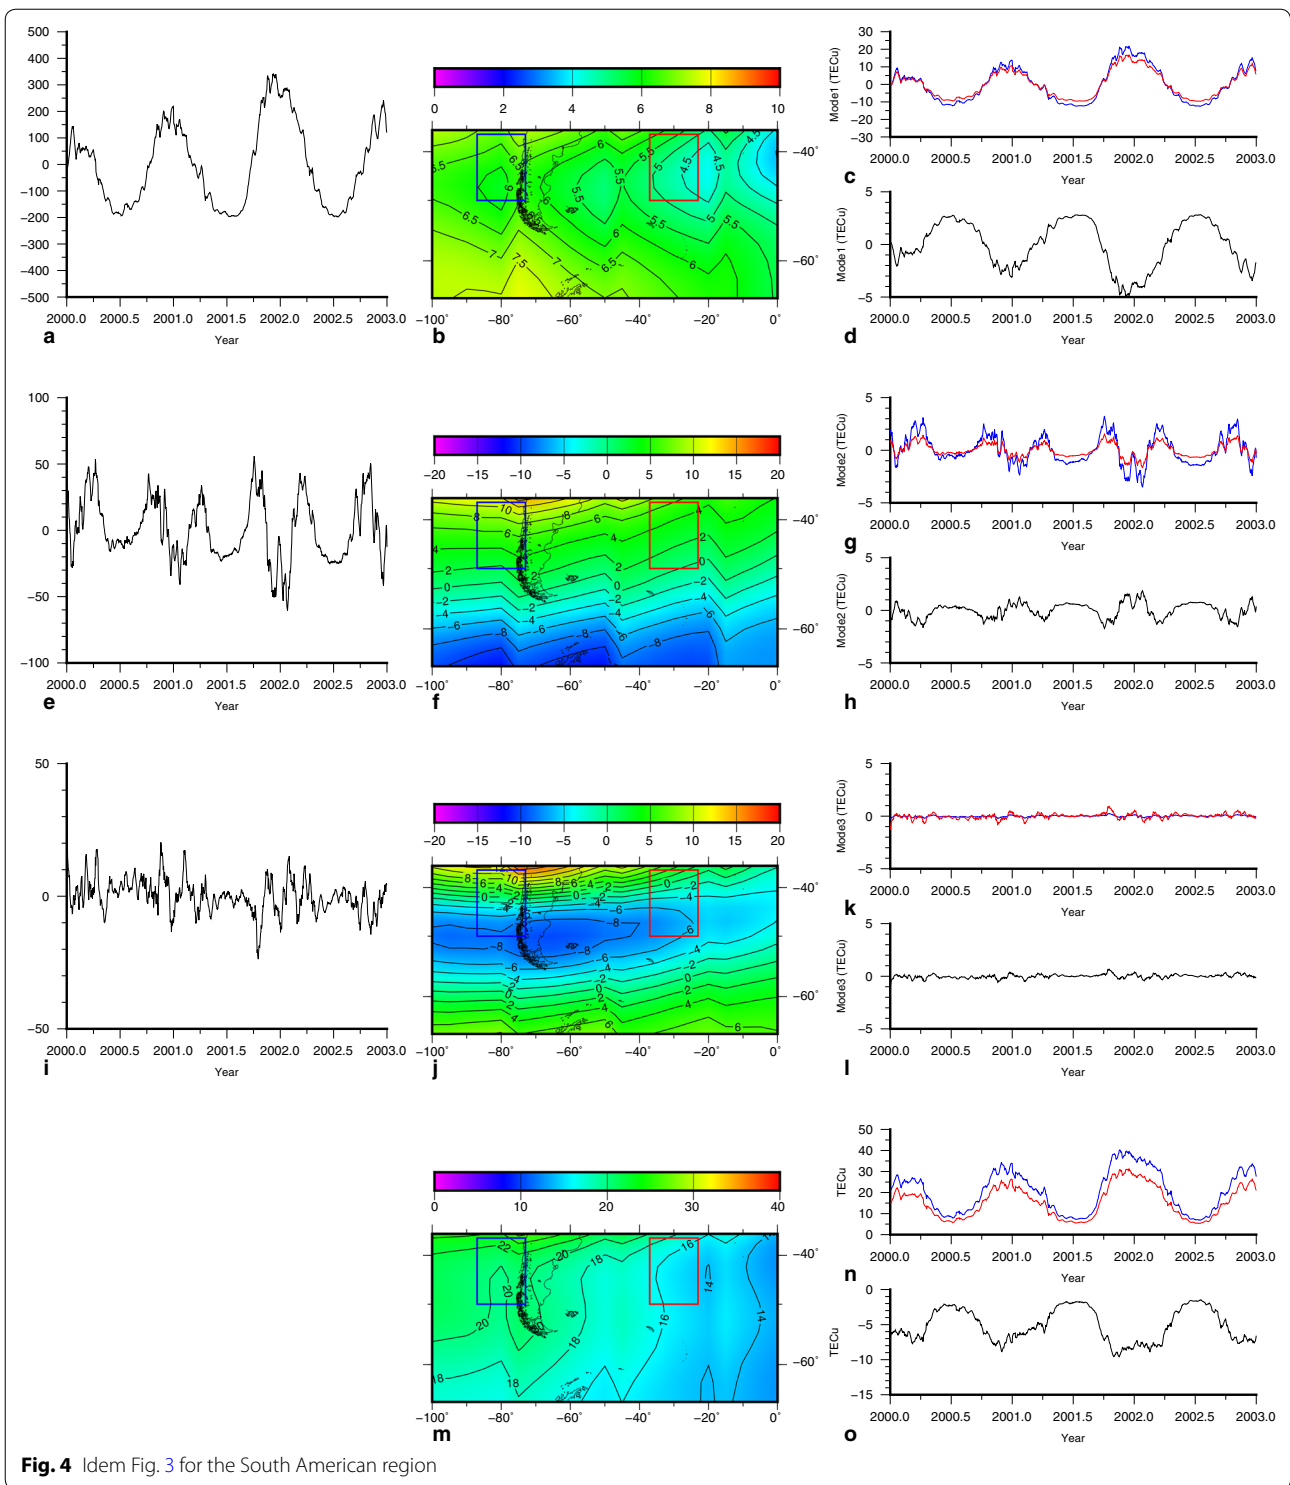 500
400
300
200
100
0
−100
−200
−300
−400
−500
2000.0 2000.5 2001.0 2001.5 2002.0 2002.5 2003.0
a Year
0 2 4 6 8 10
−40˚
−60˚
−100˚ −80˚ −60˚ −40˚ −20˚ 0˚
b
Mode1 (TECu)
30
20
10
0
−10
−20
−30
2000.0 2000.5 2001.0 2001.5 2002.0 2002.5 2003.0
c Year
Mode1 (TECu)
5
0
−5
2000.0 2000.5 2001.0 2001.5 2002.0 2002.5 2003.0
d Year
100
50
0
−50
−100
2000.0 2000.5 2001.0 2001.5 2002.0 2002.5 2003.0
e Year
−20 −15 −10 −5 0 5 10 15 20
−40˚
−60˚
−100˚ −80˚ −60˚ −40˚ −20˚ 0˚
f
Mode2 (TECu)
5
0
−5
2000.0 2000.5 2001.0 2001.5 2002.0 2002.5 2003.0
g Year
Mode2 (TECu)
5
0
−5
2000.0 2000.5 2001.0 2001.5 2002.0 2002.5 2003.0
h Year
50
0
−50
2000.0 2000.5 2001.0 2001.5 2002.0 2002.5 2003.0
i Year
−20 −15 −10 −5 0 5 10 15 20
−40˚
−60˚
−100˚ −80˚ −60˚ −40˚ −20˚ 0˚
j
Mode3 (TECu)
5
0
−5
2000.0 2000.5 2001.0 2001.5 2002.0 2002.5 2003.0
k Year
Mode3 (TECu)
5
0
−5
2000.0 2000.5 2001.0 2001.5 2002.0 2002.5 2003.0
l Year
0 10 20 30 40
−40˚
−60˚
−100˚ −80˚ −60˚ −40˚ −20˚ 0˚
m
TECu
50
40
30
20
10
0
2000.0 2000.5 2001.0 2001.5 2002.0 2002.5 2003.0
n Year
TECu
0
−5
−10
−15
2000.0 2000.5 2001.0 2001.5 2002.0 2002.5 2003.0
o Year
Fig. 4 Idem Fig. 3 for the South American region